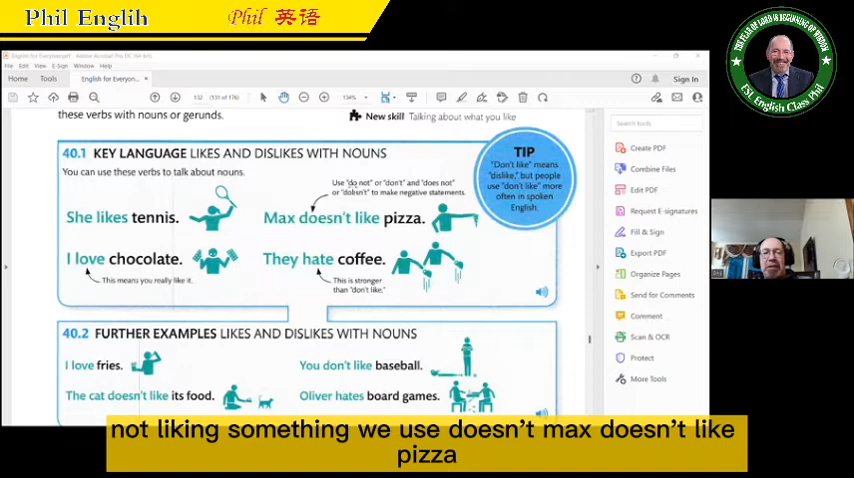 Phil Englih
Phil 英语
THE FEAR OF LORD IS BEGINNING OF WISDOM
ESL English Class Phil
English for Everyone.pdf - Adobe Acrobat Pro
File Edit View E-Sign Window Help
Home Tools English for Everyon... ×
Sign In
132 (131 of 176)
134%
these verbs with nouns or gerunds.
New skill Talking about what you like
40.1 KEY LANGUAGE LIKES AND DISLIKES WITH NOUNS
You can use these verbs to talk about nouns.
Use "do not" or "don't" and "does not"
or "doesn't" to make negative statements.
She likes tennis.
Max doesn't like pizza.
I love chocolate.
They hate coffee.
This means you really like it.
This is stronger
than "don't like."
TIP
"Don't like" means
"dislike," but people
use "don't like" more
often in spoken
English.
40.2 FURTHER EXAMPLES LIKES AND DISLIKES WITH NOUNS
I love fries.
You don't like baseball.
The cat doesn't like its food.
Oliver hates board games.
Search tools
Create PDF
Combine Files
Edit PDF
Request E-signatures
Fill & Sign
Export PDF
Organize Pages
Send for Comments
Comment
Scan & OCR
Protect
More Tools
not liking something we use doesn't max doesn't like
pizza